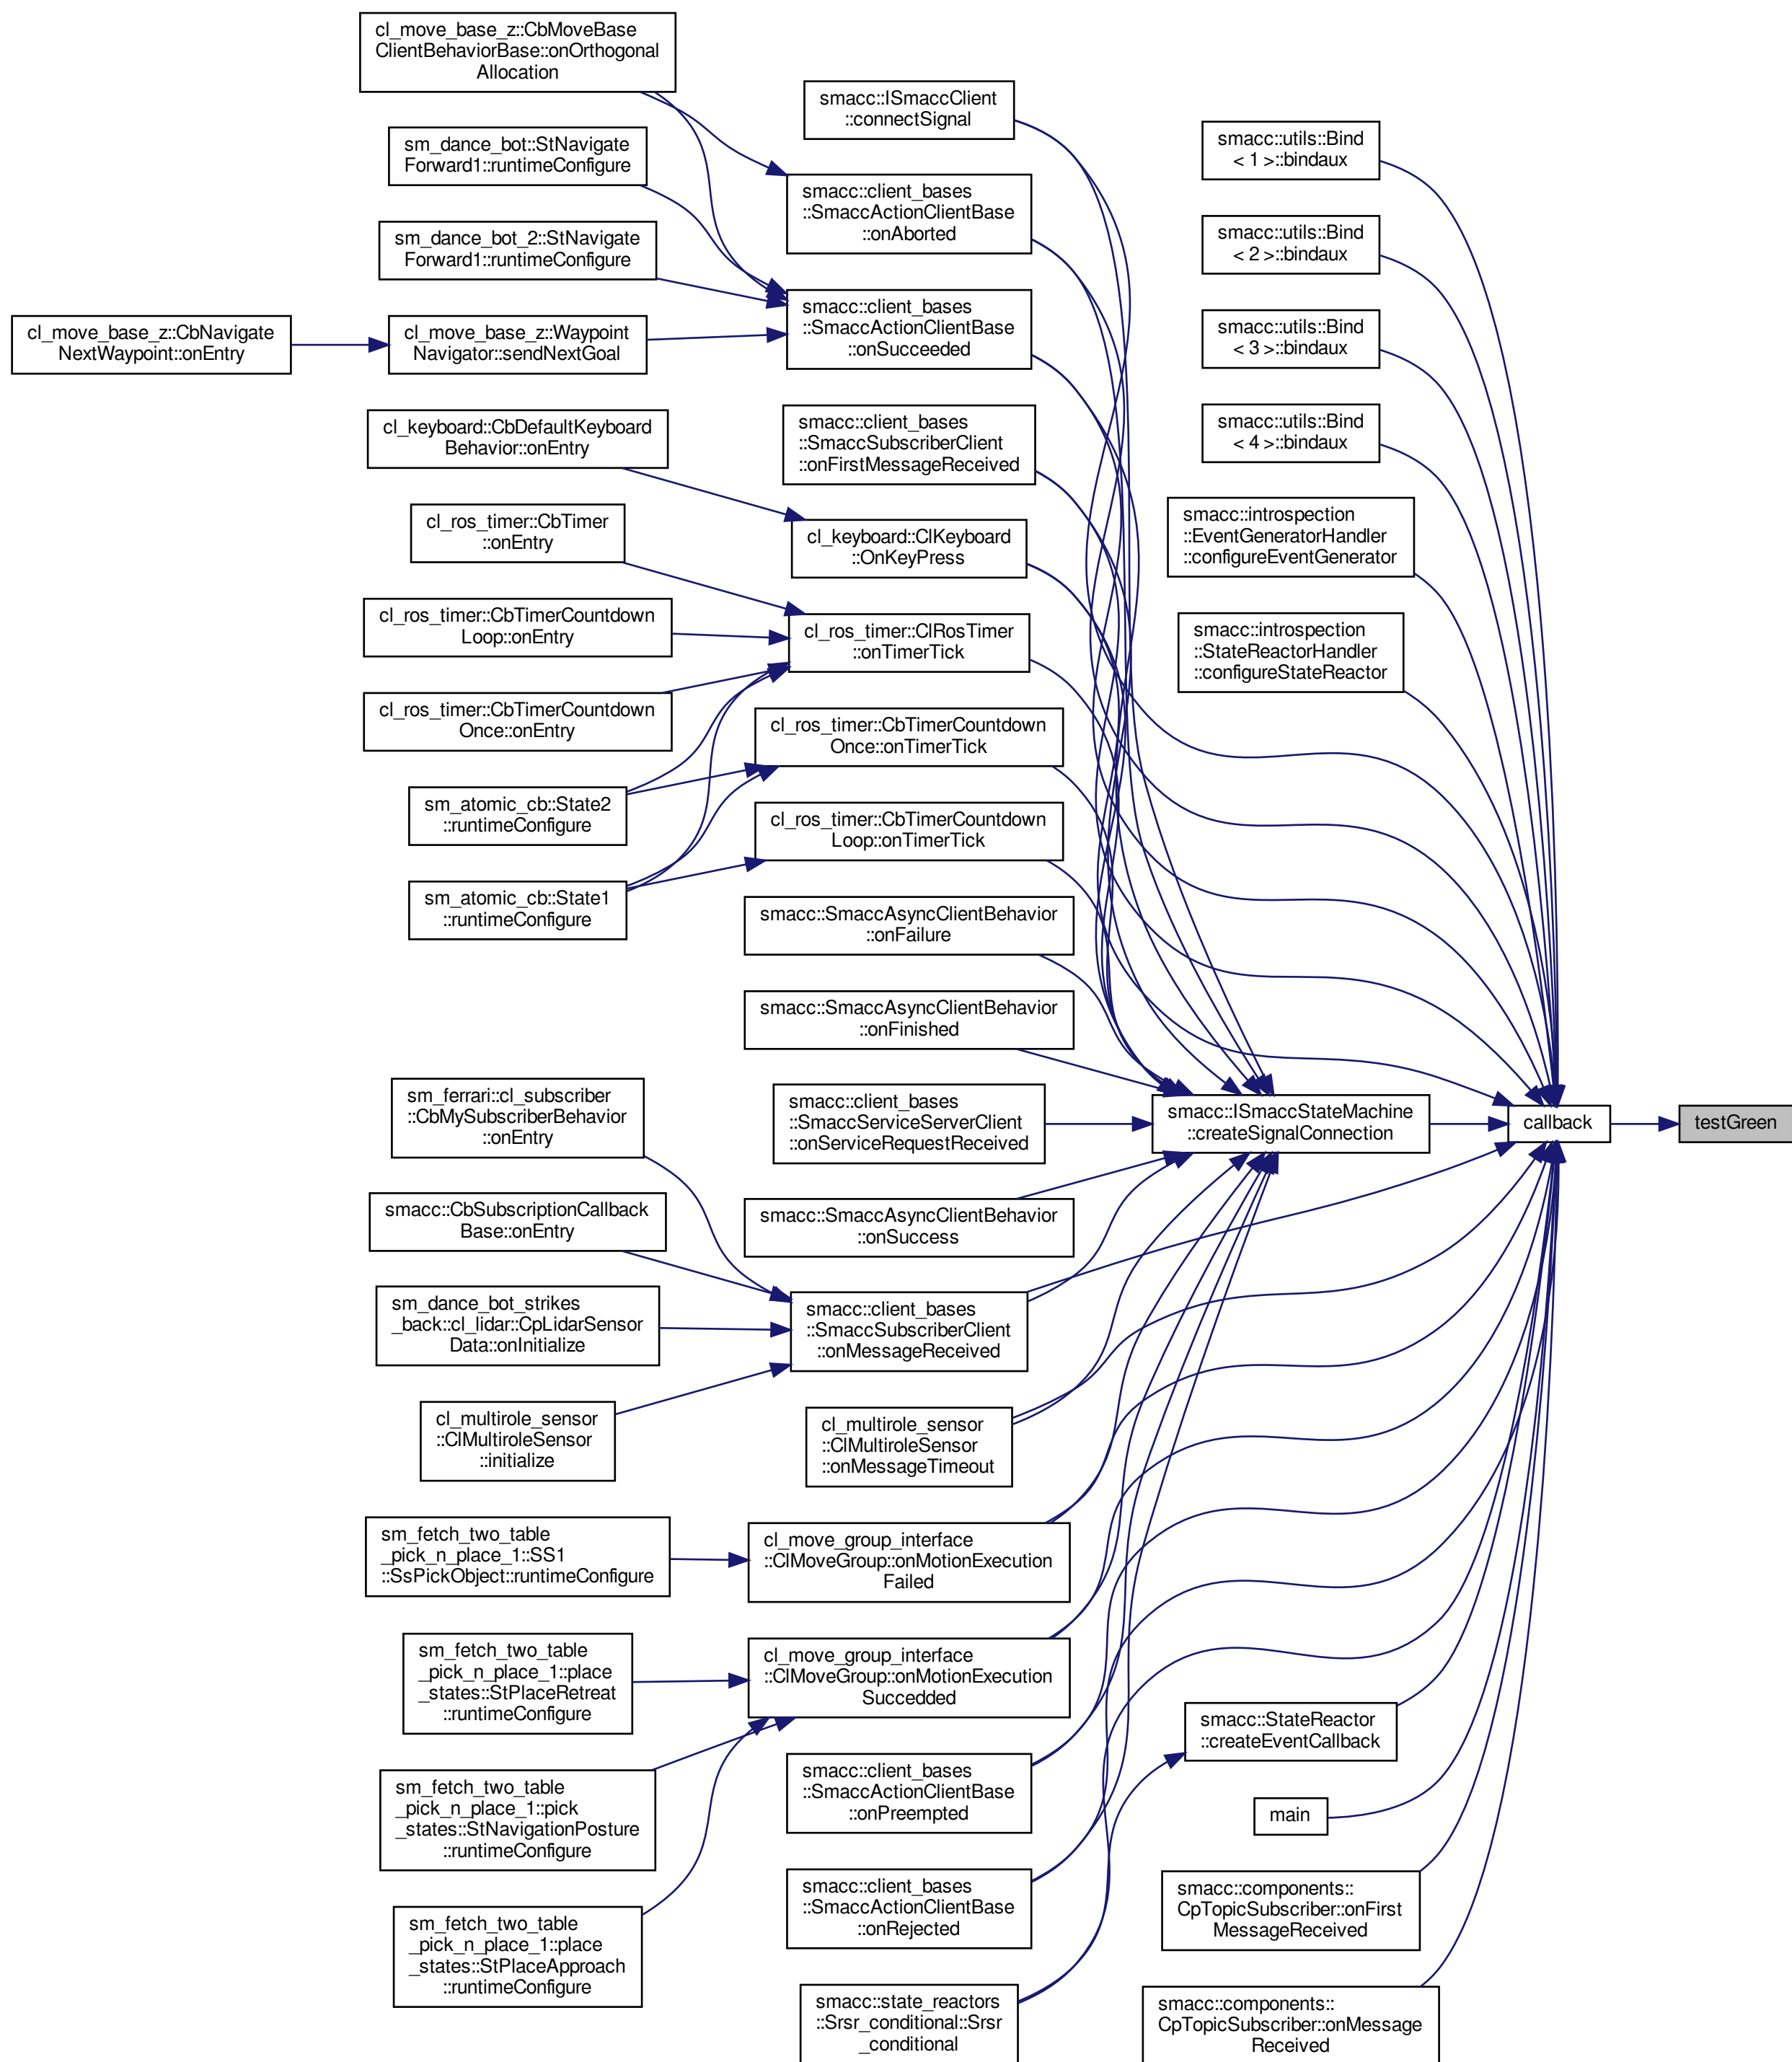 cl_move_base_z::CbMoveBase
ClientBehaviorBase::onOrthogonal
Allocation
sm_dance_bot::StNavigate
Forward1::runtimeConfigure
sm_dance_bot_2::StNavigate
Forward1::runtimeConfigure
cl_move_base_z::CbNavigate
NextWaypoint::onEntry
cl_move_base_z::Waypoint
Navigator::sendNextGoal
cl_keyboard::CbDefaultKeyboard
Behavior::onEntry
cl_ros_timer::CbTimer
::onEntry
cl_ros_timer::CbTimerCountdown
Loop::onEntry
cl_ros_timer::CbTimerCountdown
Once::onEntry
sm_atomic_cb::State2
::runtimeConfigure
sm_atomic_cb::State1
::runtimeConfigure
sm_ferrari::cl_subscriber
::CbMySubscriberBehavior
::onEntry
smacc::CbSubscriptionCallback
Base::onEntry
sm_dance_bot_strikes
_back::cl_lidar::CpLidarSensor
Data::onInitialize
cl_multirole_sensor
::ClMultiroleSensor
::initialize
sm_fetch_two_table
_pick_n_place_1::SS1
::SsPickObject::runtimeConfigure
sm_fetch_two_table
_pick_n_place_1::place
_states::StPlaceRetreat
::runtimeConfigure
sm_fetch_two_table
_pick_n_place_1::pick
_states::StNavigationPosture
::runtimeConfigure
sm_fetch_two_table
_pick_n_place_1::place
_states::StPlaceApproach
::runtimeConfigure
smacc::ISmaccClient
::connectSignal
smacc::client_bases
::SmaccActionClientBase
::onAborted
smacc::client_bases
::SmaccActionClientBase
::onSucceeded
smacc::client_bases
::SmaccSubscriberClient
::onFirstMessageReceived
cl_keyboard::ClKeyboard
::OnKeyPress
cl_ros_timer::ClRosTimer
::onTimerTick
cl_ros_timer::CbTimerCountdown
Once::onTimerTick
cl_ros_timer::CbTimerCountdown
Loop::onTimerTick
smacc::SmaccAsyncClientBehavior
::onFailure
smacc::SmaccAsyncClientBehavior
::onFinished
smacc::client_bases
::SmaccServiceServerClient
::onServiceRequestReceived
smacc::SmaccAsyncClientBehavior
::onSuccess
smacc::client_bases
::SmaccSubscriberClient
::onMessageReceived
cl_multirole_sensor
::ClMultiroleSensor
::onMessageTimeout
cl_move_group_interface
::ClMoveGroup::onMotionExecution
Failed
cl_move_group_interface
::ClMoveGroup::onMotionExecution
Succedded
smacc::client_bases
::SmaccActionClientBase
::onPreempted
smacc::client_bases
::SmaccActionClientBase
::onRejected
smacc::state_reactors
::Srsr_conditional::Srsr
_conditional
smacc::utils::Bind
< 1 >::bindaux
smacc::utils::Bind
< 2 >::bindaux
smacc::utils::Bind
< 3 >::bindaux
smacc::utils::Bind
< 4 >::bindaux
smacc::introspection
::EventGeneratorHandler
::configureEventGenerator
smacc::introspection
::StateReactorHandler
::configureStateReactor
smacc::ISmaccStateMachine
::createSignalConnection
smacc::StateReactor
::createEventCallback
main
smacc::components::
CpTopicSubscriber::onFirst
MessageReceived
smacc::components::
CpTopicSubscriber::onMessage
Received
callback
testGreen